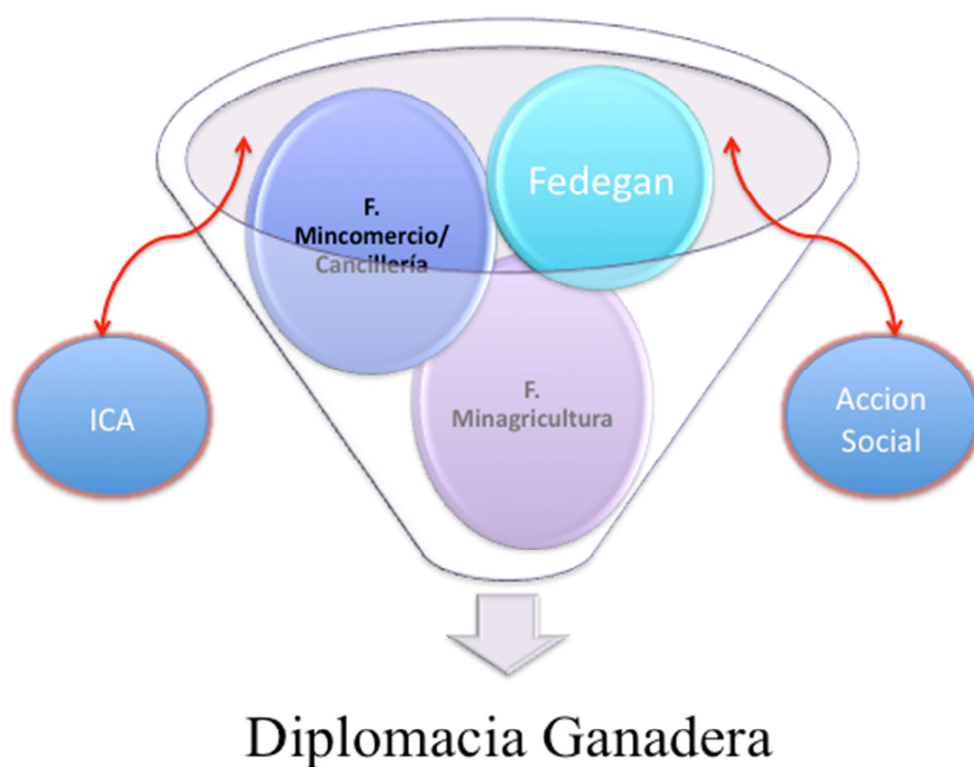 Fedegan
F.
Mincomercio/
Cancillería
F.
Minagricultura
ICA
Accion
Social
Diplomacia Ganadera